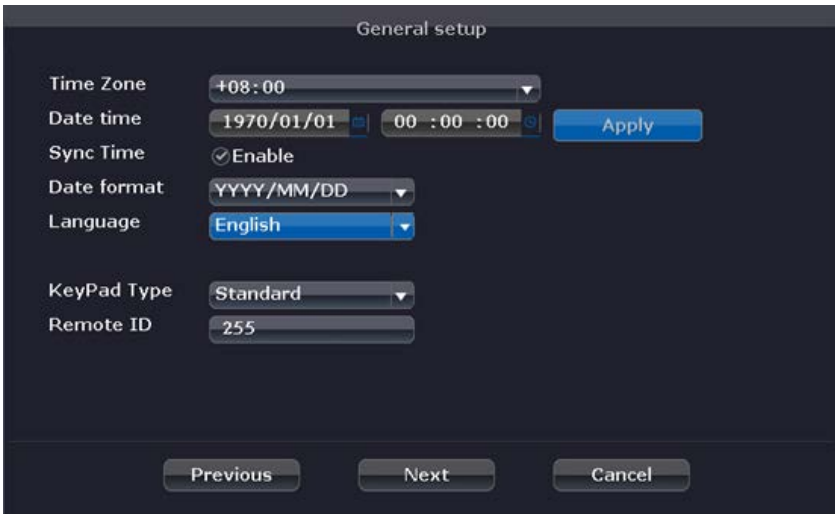 General setup
Time Zone +08:00
Date time 1970/01/01 00 :00 :00 Apply
Sync Time Enable
Date format YYYY/MM/DD
Language English
KeyPad Type Standard
Remote ID 255
Previous Next Cancel